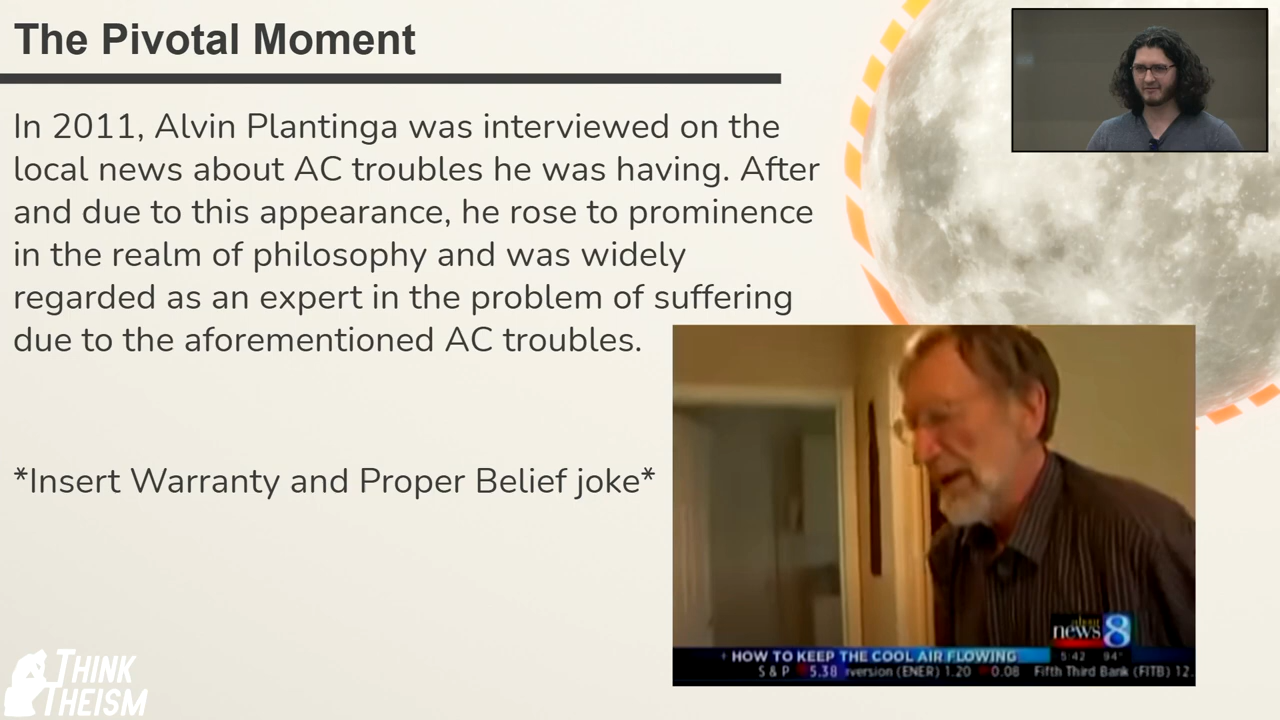 The Pivotal Moment
In 2011, Alvin Plantinga was interviewed on the
local news about AC troubles he was having. After
and due to this appearance, he rose to prominence
in the realm of philosophy and was widely
regarded as an expert in the problem of suffering
due to the aforementioned AC troubles.
*Insert Warranty and Proper Belief joke*
news 8
HOW TO KEEP THE COOL AIR FLOWING
5:42 94°
S & P 5.38 version (ENER) 1.20 0.08 Fifth Third Bank (FITB) 12.
THINK
THEISM